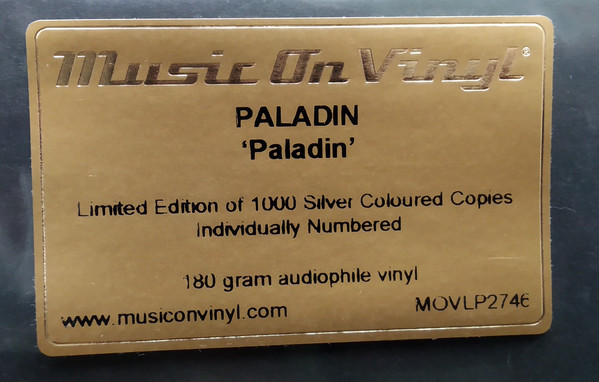 Music On Vinyl®
PALADIN
‘Paladin’
Limited Edition of 1000 Silver Coloured Copies
Individually Numbered
180 gram audiophile vinyl
www.musiconvinyl.com MOVLP2746